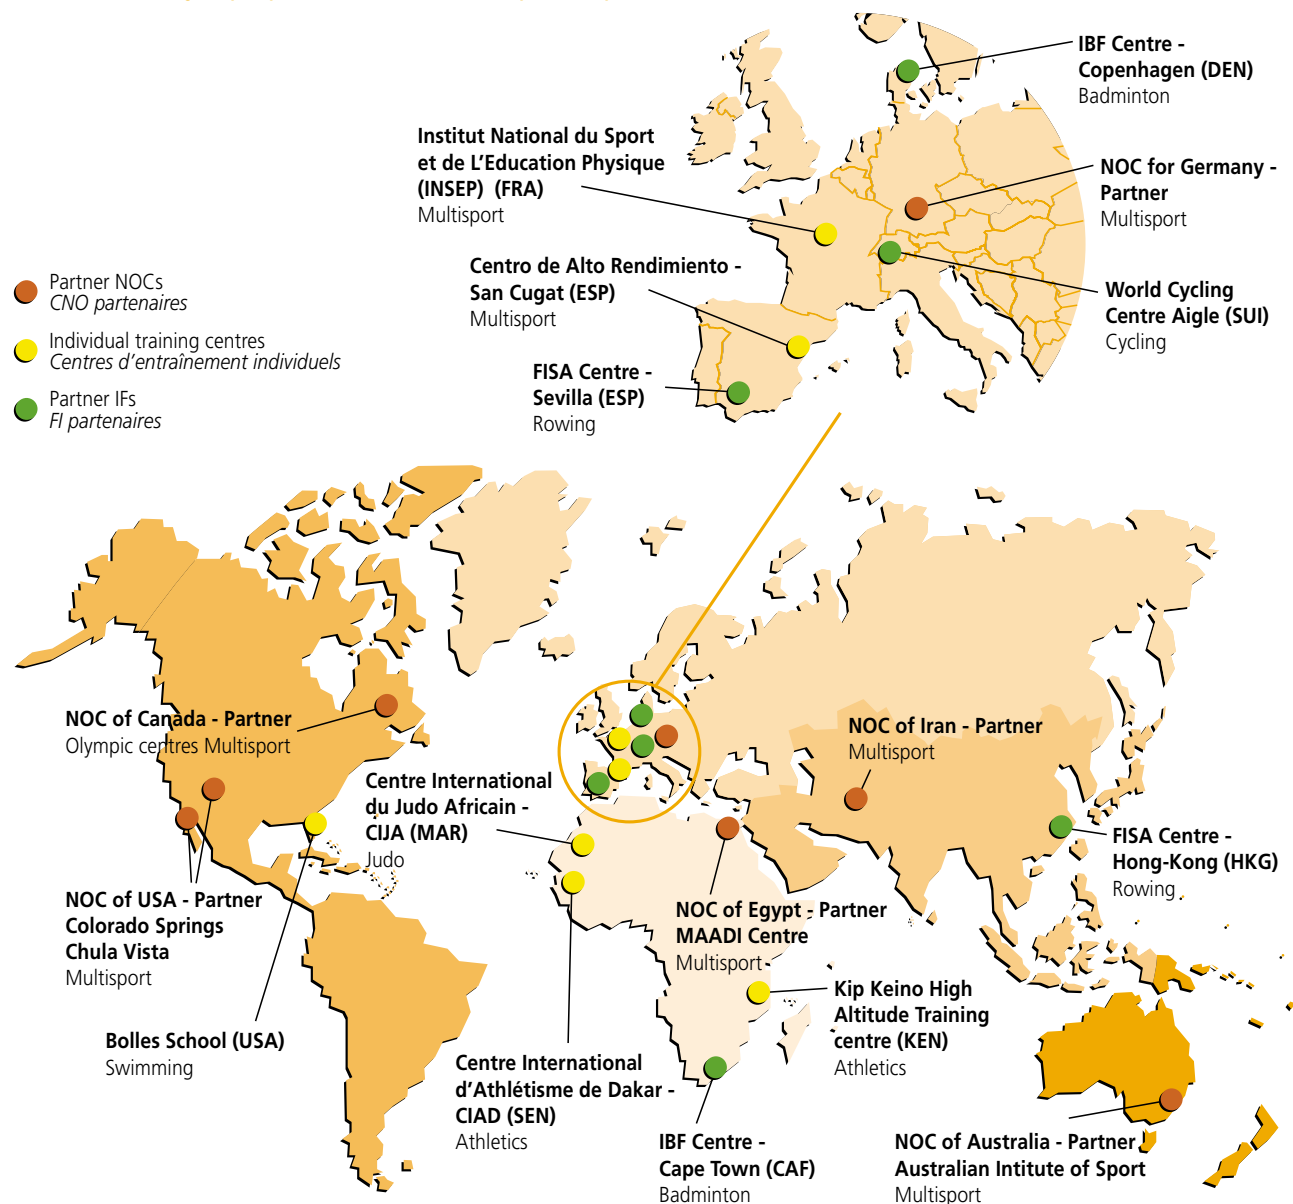 IBF Centre -
Copenhagen (DEN)
Badminton
Institut National du Sport
et de L'Education Physique
(INSEP) (FRA)
Multisport
NOC for Germany -
Partner
Multisport
Centro de Alto Rendimiento -
San Cugat (ESP)
Multisport
World Cycling
Centre Aigle (SUI)
Cycling
FISA Centre -
Sevilla (ESP)
Rowing
Partner NOCs
CNO partenaires
Individual training centres
Centres d'entraînement individuels
Partner IFs
FI partenaires
NOC of Canada - Partner
Olympic centres Multisport
NOC of Iran - Partner
Multisport
Centre International
du Judo Africain -
CIJA (MAR)
Judo
FISA Centre -
Hong-Kong (HKG)
Rowing
NOC of USA - Partner
Colorado Springs
Chula Vista
Multisport
NOC of Egypt - Partner
MAADI Centre
Multisport
Kip Keino High
Altitude Training
centre (KEN)
Athletics
Bolles School (USA)
Swimming
Centre International
d'Athlétisme de Dakar -
CIAD (SEN)
Athletics
IBF Centre -
Cape Town (CAF)
Badminton
NOC of Australia - Partner
Australian Intitute of Sport
Multisport